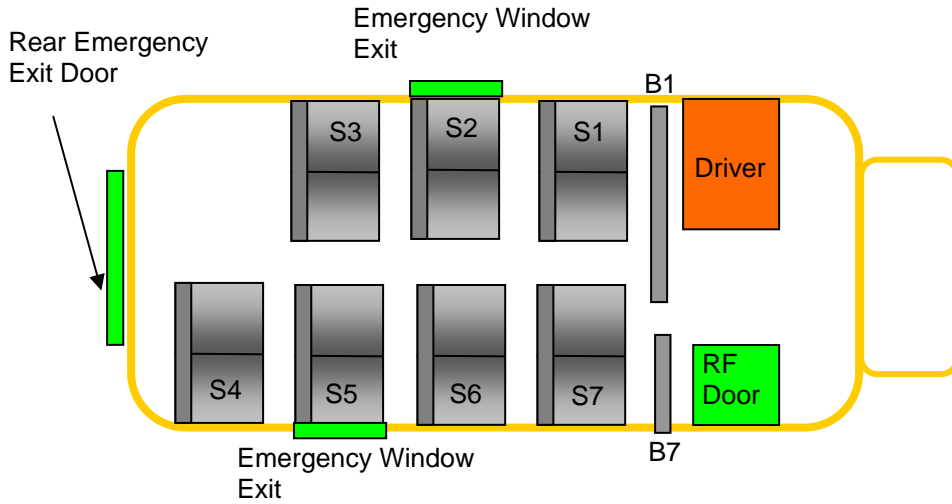 Emergency Window
Exit
Rear Emergency
Exit Door
B1
S3
S2
S1
Driver
RF
Door
S4
S5
S6
S7
B7
Emergency Window
Exit